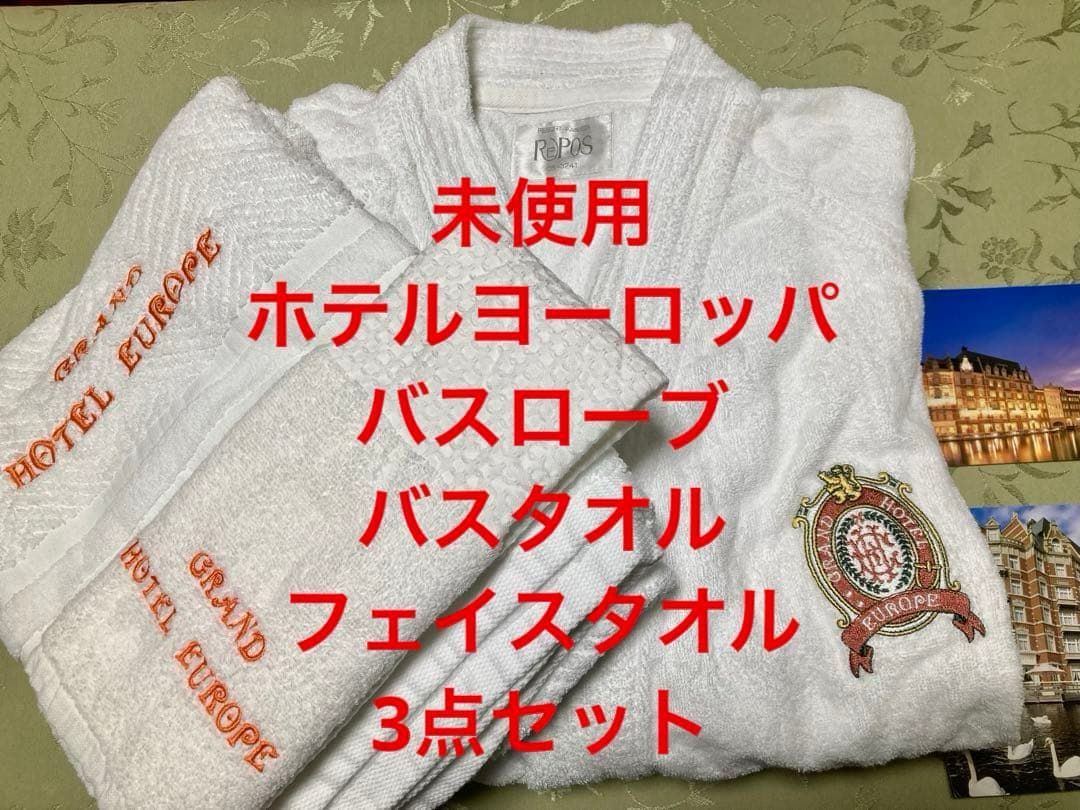 RePOS
未使用
ホテルヨーロッパ
バスローブ
バスタオル
フェイスタオル
3点セット
GRAND
HOTEL EUROPE
GRAND
HOTEL EUROPE
GRAND HOTEL
EUROPE